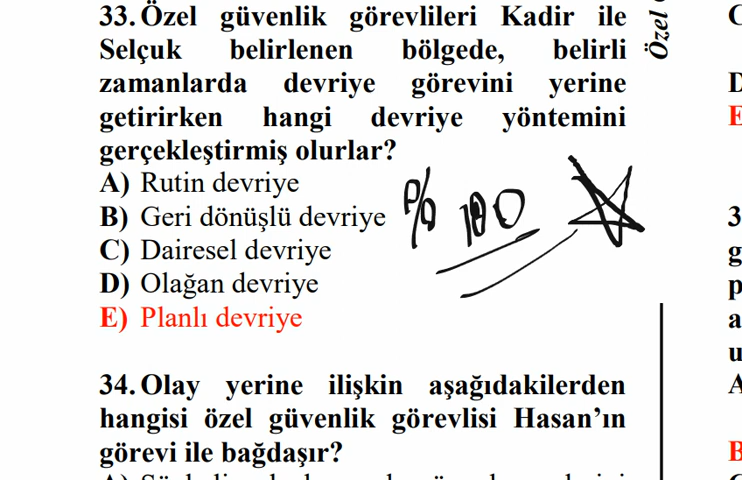 33. Özel güvenlik görevlileri Kadir ile
Selçuk belirlenen bölgede, belirli
zamanlarda devriye görevini yerine
getirirken hangi devriye yöntemini
gerçekleştirmiş olurlar?
A) Rutin devriye
B) Geri dönüşlü devriye
C) Dairesel devriye
D) Olağan devriye
E) Planlı devriye
% 100
34. Olay yerine ilişkin aşağıdakilerden
hangisi özel güvenlik görevlisi Hasan’ın
görevi ile bağdaşır?
Özel